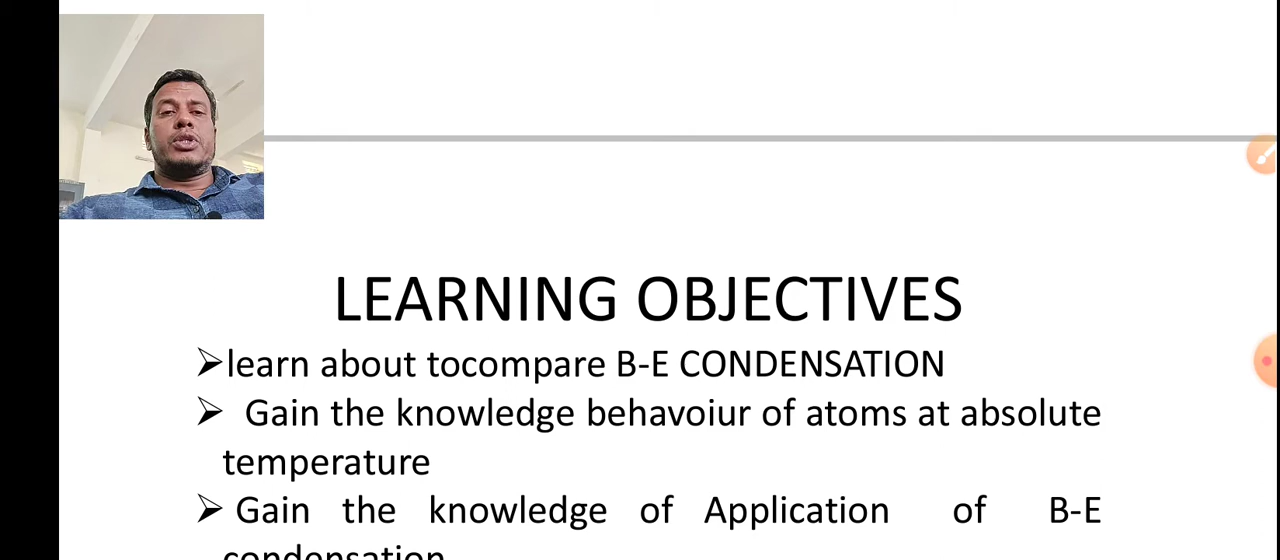 LEARNING OBJECTIVES
➢learn about tocompare B-E CONDENSATION
➢ Gain the knowledge behavoiur of atoms at absolute
temperature
➢ Gain the knowledge of Application of B-E
condensation